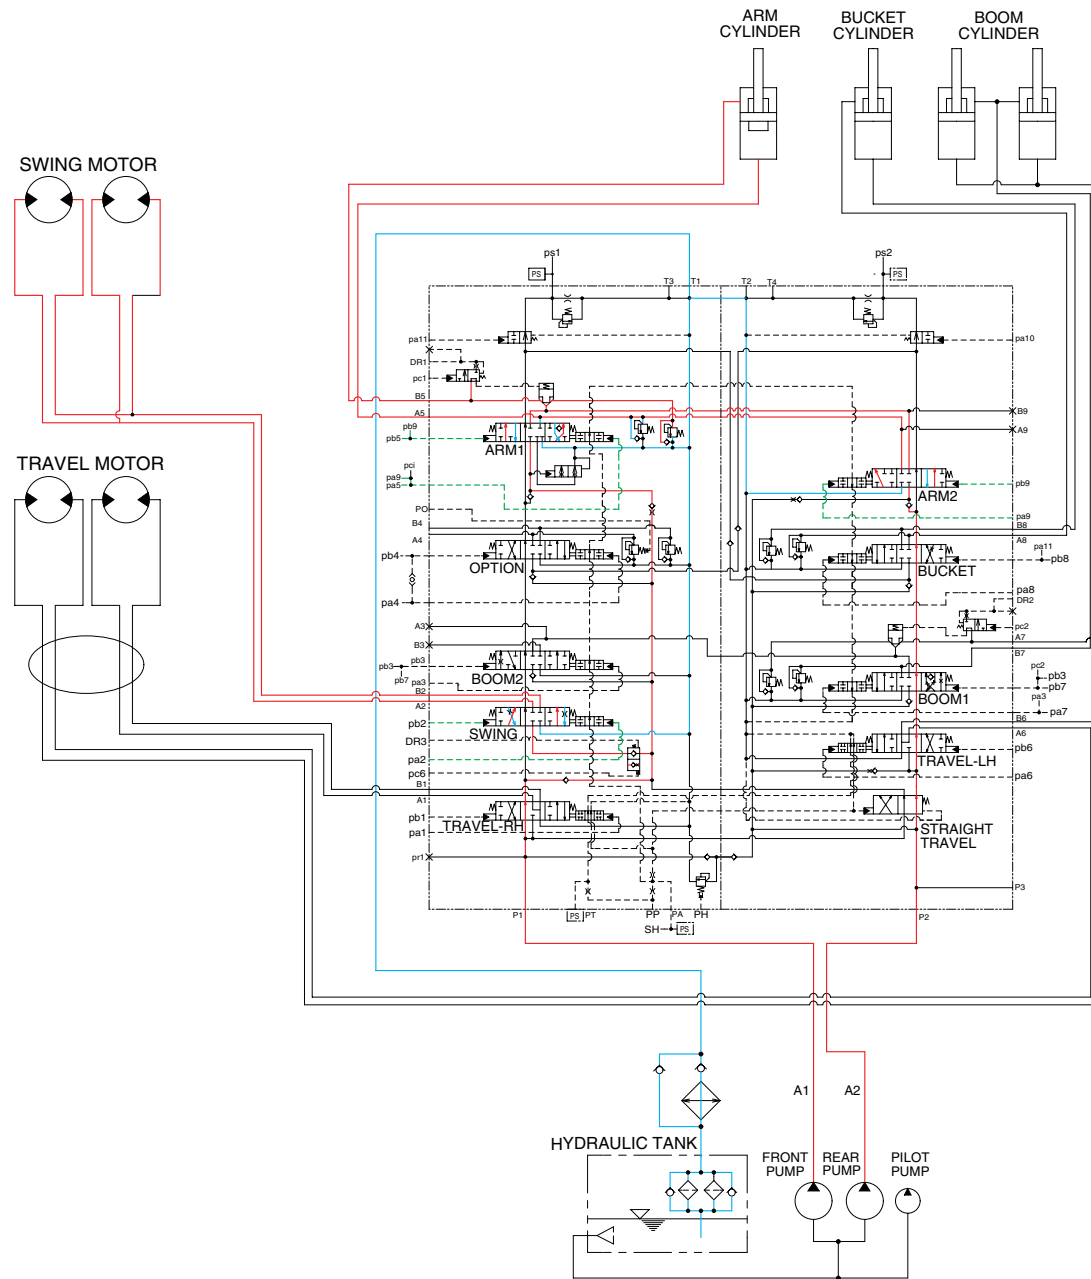 ARM
CYLINDER
BUCKET
CYLINDER
BOOM
CYLINDER
SWING MOTOR
TRAVEL MOTOR
ps1
PS
ps2
PS
T3
T1
T2
T4
pa11
DR1
pc1
B5
A5
pb9
pb5
ARM1
pci
pa9
pa5
PO
B4
A4
pb4
OPTION
pa4
A3
B3
pb3
pb3
pb7
pa3
BOOM2
B2
A2
pb2
SWING
DR3
pa2
pc6
B1
A1
pb1
TRAVEL-RH
pa1
pr1
pa10
B9
A9
ARM2
pb9
pa9
B8
A8
pa11
pb8
BUCKET
pa8
DR2
pc2
A7
B7
pc2
pb3
pb7
BOOM1
pa3
pa7
B6
A6
pb6
TRAVEL-LH
pa6
STRAIGHT
TRAVEL
P3
P1
PS
PT
PP
PA
PH
P2
SH
PS
A1
A2
HYDRAULIC TANK
FRONT
PUMP
REAR
PUMP
PILOT
PUMP